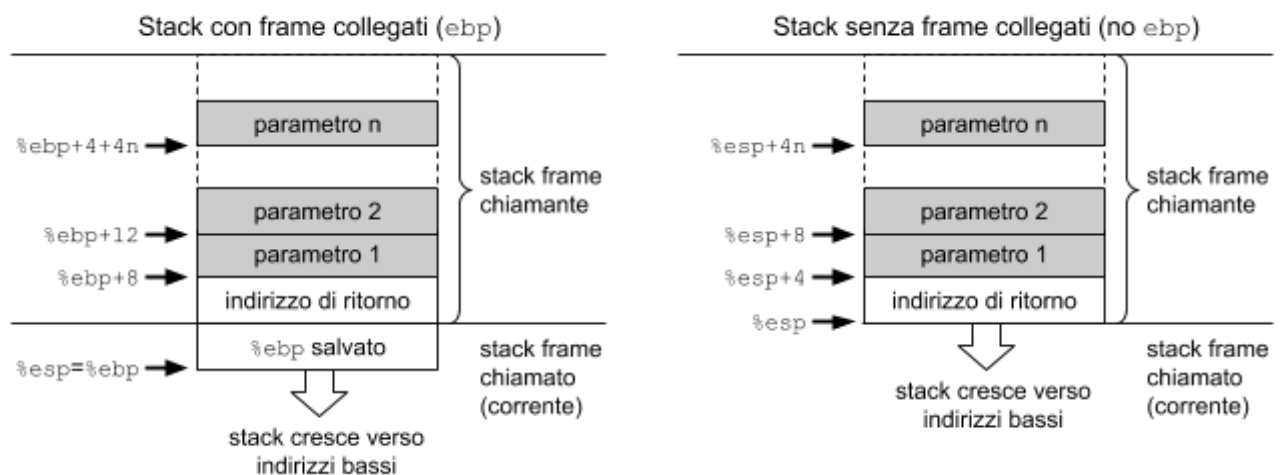 Stack con frame collegati (ebp)
parametro n
%ebp+4+4n
stack frame
chiamante
parametro 2
%ebp+12
parametro 1
%ebp+8
indirizzo di ritorno
%ebp salvato
%esp=%ebp
stack frame
chiamato
(corrente)
stack cresce verso
indirizzi bassi
Stack senza frame collegati (no ebp)
parametro n
%esp+4n
stack frame
chiamante
parametro 2
%esp+8
parametro 1
%esp+4
indirizzo di ritorno
%esp
stack frame
chiamato
(corrente)
stack cresce verso
indirizzi bassi